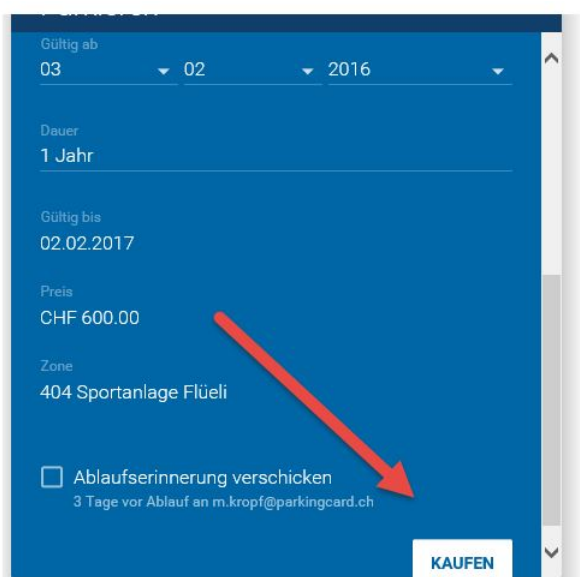 Gültig ab
03 02 2016
Dauer
1 Jahr
Gültig bis
02.02.2017
Preis
CHF 600.00
Zone
404 Sportanlage Flüeli
Ablaufserinnerung verschicken
3 Tage vor Ablauf an m.kropf@parkingcard.ch
KAUFEN